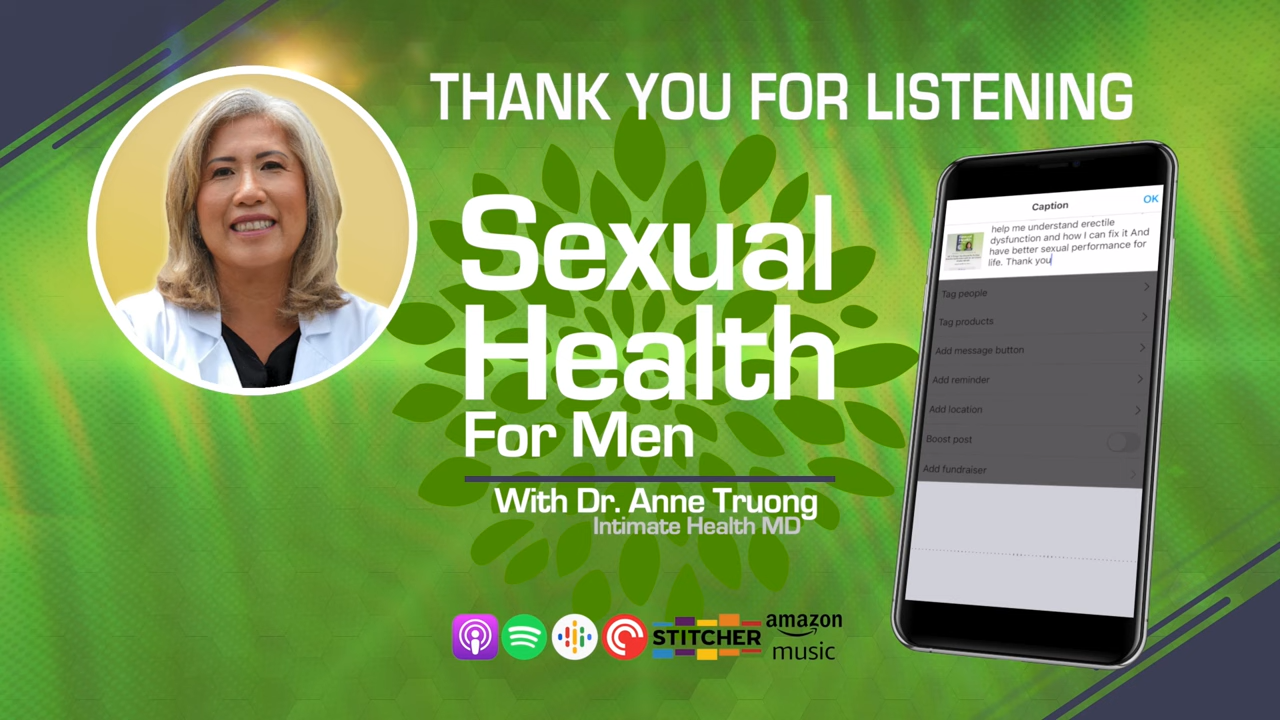 THANK YOU FOR LISTENING
Sexual
Health
For Men
With Dr. Anne Truong
Intimate Health MD
STITCHER
amazon
music
Caption
OK
help me understand erectile
dysfunction and how I can fix it And
have better sexual performance for
life. Thank you
Tag people
Tag products
Add message button
Add reminder
Add location
Boost post
Add fundraiser